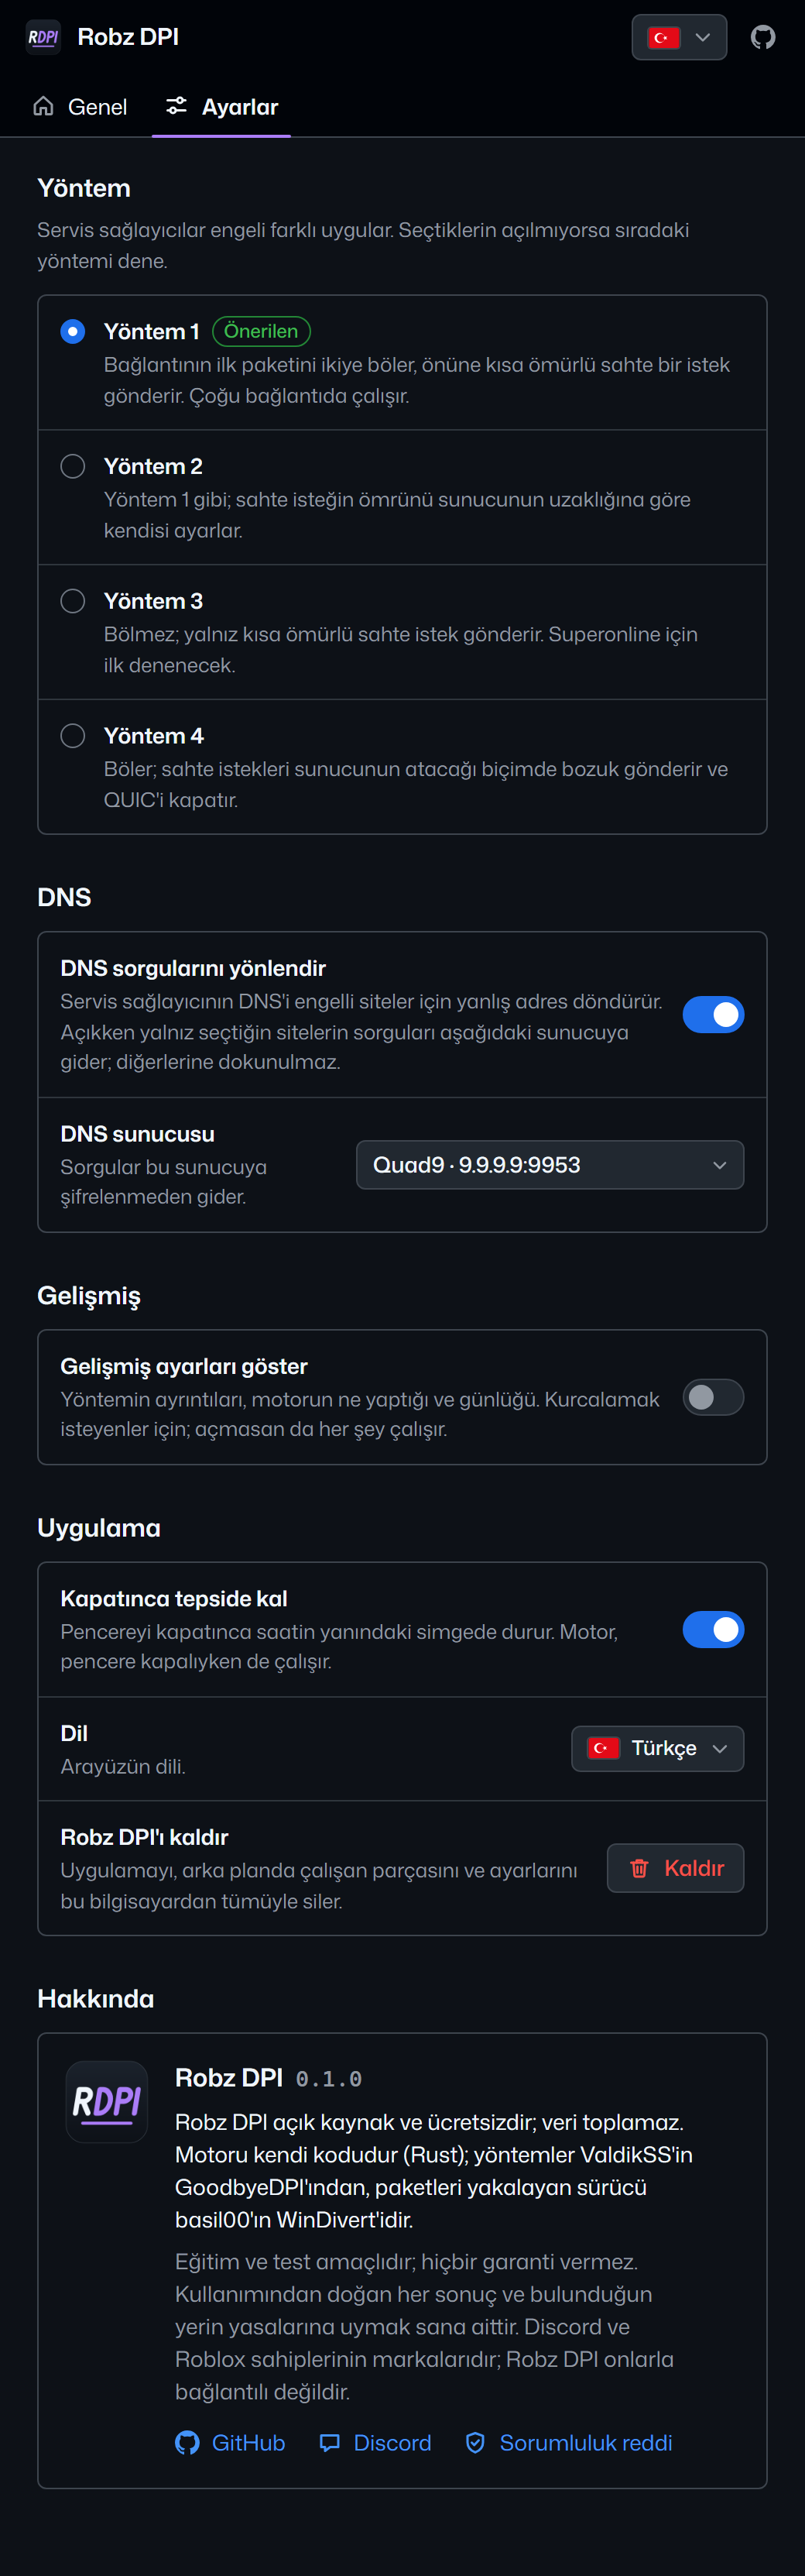 RDPI Robz DPI
Genel Ayarlar
Yöntem
Servis sağlayıcılar engeli farklı uygular. Seçtiklerin açılmıyorsa sıradaki
yöntemi dene.
Yöntem 1 Önerilen
Bağlantının ilk paketini ikiye böler, önüne kısa ömürlü sahte bir istek
gönderir. Çoğu bağlantıda çalışır.
Yöntem 2
Yöntem 1 gibi; sahte isteğin ömrünü sunucunun uzaklığına göre
kendisi ayarlar.
Yöntem 3
Bölmez; yalnız kısa ömürlü sahte istek gönderir. Superonline için
ilk denenecek.
Yöntem 4
Böler; sahte istekleri sunucunun atacağı biçimde bozuk gönderir ve
QUIC'i kapatır.
DNS
DNS sorgularını yönlendir
Servis sağlayıcının DNS'i engelli siteler için yanlış adres döndürür.
Açıkken yalnız seçtiğin sitelerin sorguları aşağıdaki sunucuya
gider; diğerlerine dokunulmaz.
DNS sunucusu
Sorgular bu sunucuya
şifrelenmeden gider.
Quad9 · 9.9.9.9:9953
Gelişmiş
Gelişmiş ayarları göster
Yöntemin ayrıntıları, motorun ne yaptığı ve günlüğü. Kurcalamak
isteyenler için; açmasan da her şey çalışır.
Uygulama
Kapatınca tepside kal
Pencereyi kapatınca saatin yanındaki simgede durur. Motor,
pencere kapalıyken de çalışır.
Dil
Arayüzün dili.
Türkçe
Robz DPI'ı kaldır
Uygulamayı, arka planda çalışan parçasını ve ayarlarını
bu bilgisayardan tümüyle siler.
Kaldır
Hakkında
RDPI
Robz DPI 0.1.0
Robz DPI açık kaynak ve ücretsizdir; veri toplamaz.
Motoru kendi kodudur (Rust); yöntemler ValdikSS'in
GoodbyeDPI'ından, paketleri yakalayan sürücü
basil00'ın WinDivert'idir.
Eğitim ve test amaçlıdır; hiçbir garanti vermez.
Kullanımından doğan her sonuç ve bulunduğun
yerin yasalarına uymak sana aittir. Discord ve
Roblox sahiplerinin markalarıdır; Robz DPI onlarla
bağlantılı değildir.
GitHub Discord Sorumluluk reddi